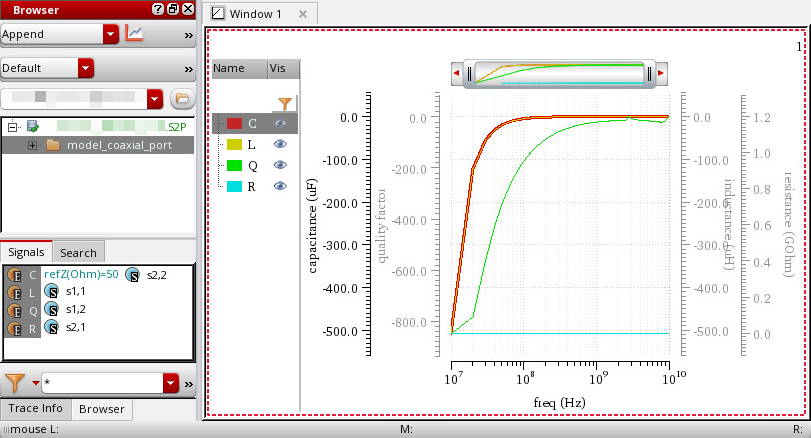 Browser
Append
»
Default
»
.S2P
model_coaxial_port
Signals
Search
C
refZ(Ohm)=50
s2,2
L
s1,1
Q
s1,2
R
s2,1
*
»
Trace Info
Browser
mouse L:
M:
R:
Window 1
1
Name
Vis
C
L
Q
R
capacitance (uF)
0.0
-100.0
-200.0
-300.0
-400.0
-500.0
quality factor
0.0
-200.0
-400.0
-600.0
-800.0
inductance (uH)
0.0
-100.0
-200.0
-300.0
-400.0
-500.0
resistance (GOhm)
1.2
1.0
0.8
0.6
0.4
0.2
0.0
10^7
10^8
10^9
10^10
freq (Hz)